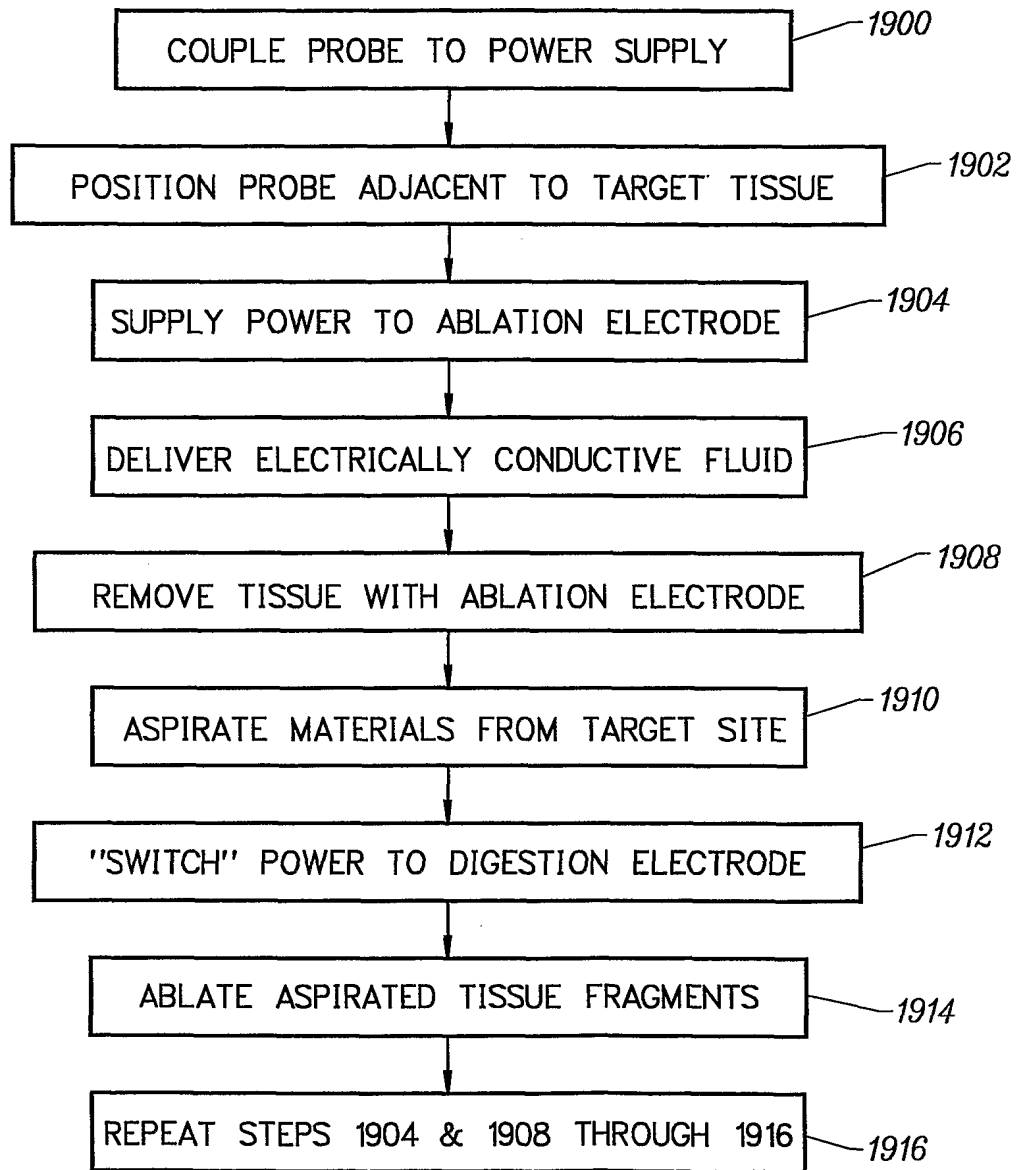 COUPLE PROBE TO POWER SUPPLY
1900
POSITION PROBE ADJACENT TO TARGET TISSUE
1902
SUPPLY POWER TO ABLATION ELECTRODE
1904
DELIVER ELECTRICALLY CONDUCTIVE FLUID
1906
REMOVE TISSUE WITH ABLATION ELECTRODE
1908
ASPIRATE MATERIALS FROM TARGET SITE
1910
"SWITCH" POWER TO DIGESTION ELECTRODE
1912
ABLATE ASPIRATED TISSUE FRAGMENTS
1914
REPEAT STEPS 1904 & 1908 THROUGH 1916
1916